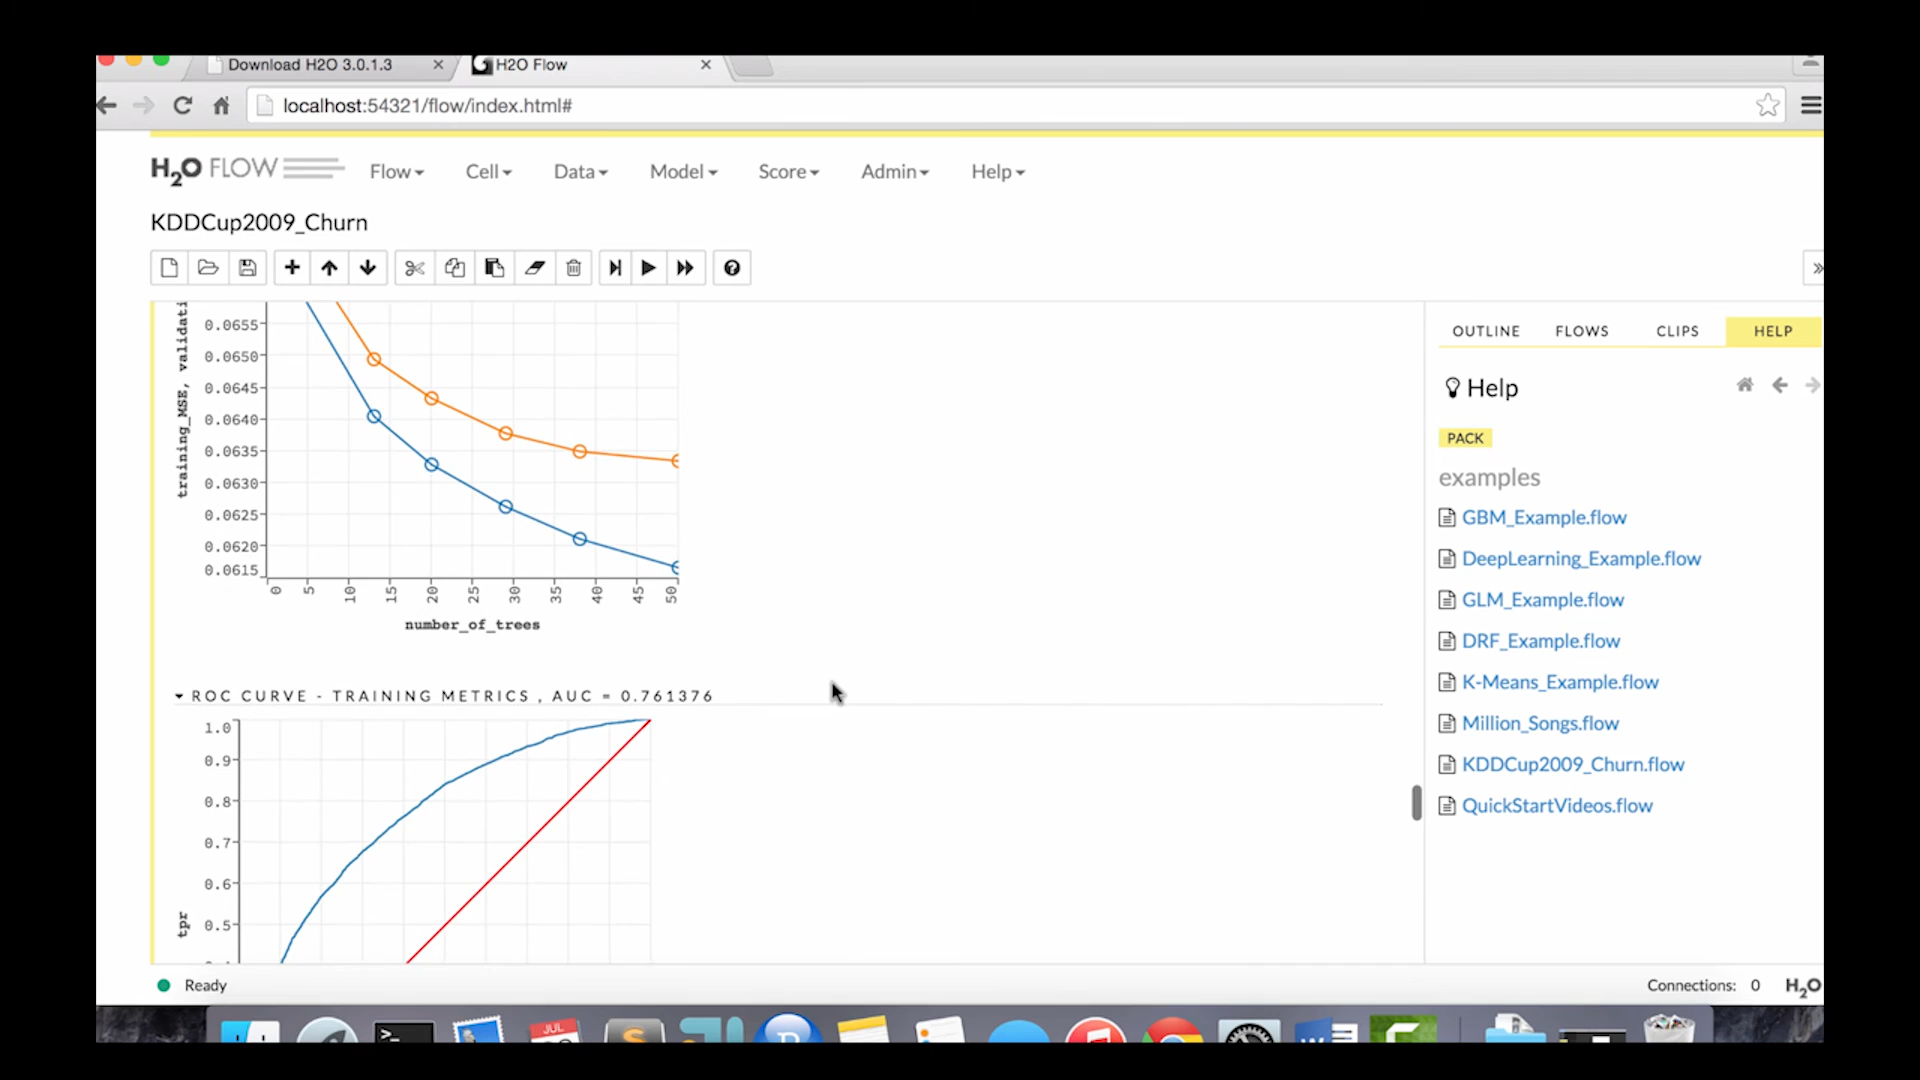 Download H2O 3.0.1.3
H2O Flow
localhost:54321/flow/index.html#
H2O FLOW
Flow
Cell
Data
Model
Score
Admin
Help
KDDCup2009_Churn
training_MSE, validati
0.0655
0.0650
0.0645
0.0640
0.0635
0.0630
0.0625
0.0620
0.0615
0 5 10 15 20 25 30 35 40 45 50
number_of_trees
ROC CURVE - TRAINING METRICS , AUC = 0.761376
1.0
0.9
0.8
0.7
0.6
0.5
tpr
OUTLINE
FLOWS
CLIPS
HELP
Help
PACK
examples
GBM_Example.flow
DeepLearning_Example.flow
GLM_Example.flow
DRF_Example.flow
K-Means_Example.flow
Million_Songs.flow
KDDCup2009_Churn.flow
QuickStartVideos.flow
Ready
Connections: 0
H2O
JUL